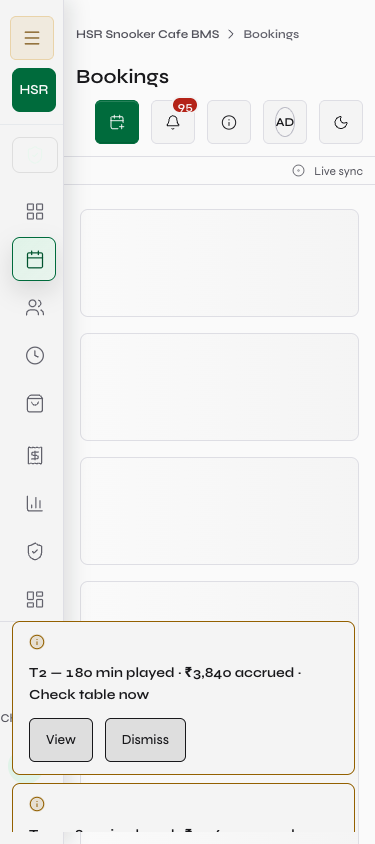 HSR Snooker Cafe BMS > Bookings
HSR
Bookings
95
AD
Live sync
T2 — 180 min played · ₹3,840 accrued ·
Check table now
View
Dismiss